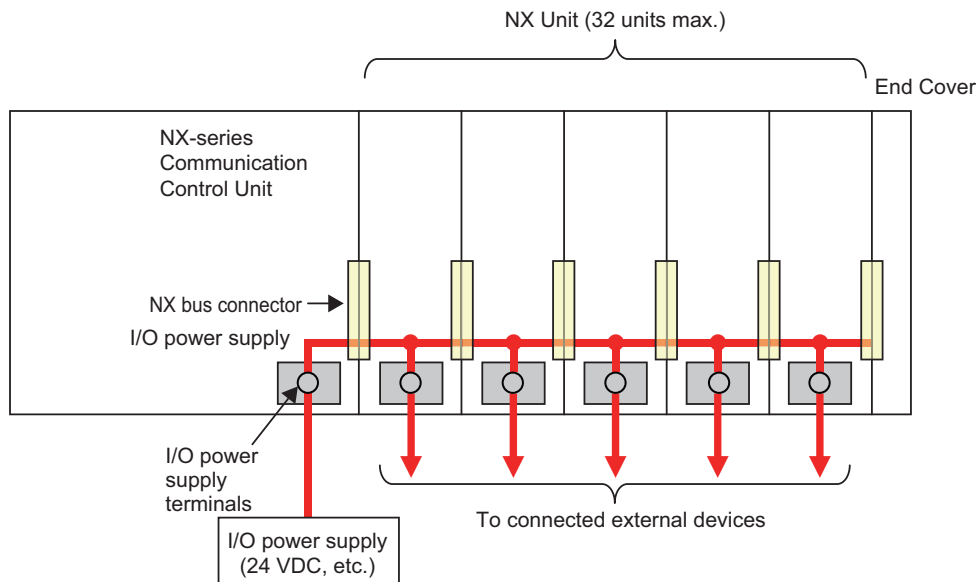 NX Unit (32 units max.)
End Cover
NX-series
Communication
Control Unit
NX bus connector
I/O power supply
I/O power
supply
terminals
To connected external devices
I/O power supply
(24 VDC, etc.)